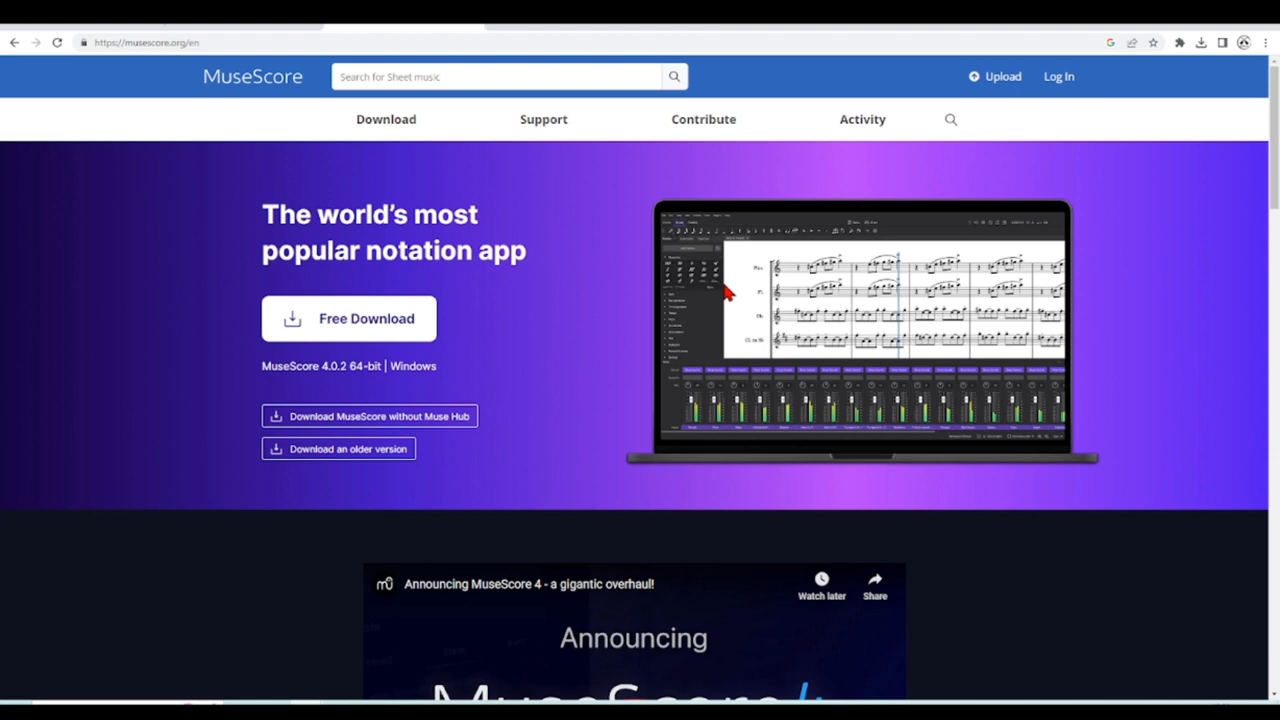 https://musescore.org/en
MuseScore
Search for Sheet music
Upload
Log In
Download
Support
Contribute
Activity
The world's most
popular notation app
Free Download
MuseScore 4.0.2 64-bit | Windows
Download MuseScore without Muse Hub
Download an older version
Announcing MuseScore 4 - a gigantic overhaul!
Watch later
Share
Announcing
MuseScore 4